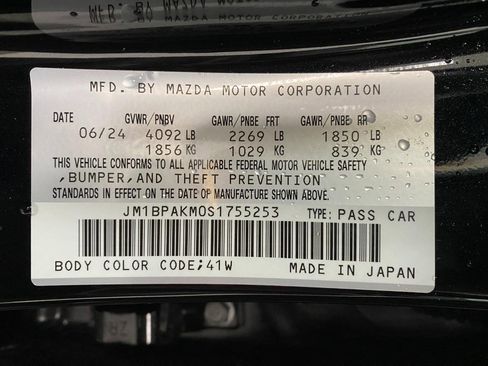 MFD. BY MAZDA MOTOR CORPORATION
DATE GVWR/PNBV GAWR/PNBE FRT GAWR/PNBE RR
06/24 4092 LB 2269 LB 1850 LB
1856 KG 1029 KG 839 KG
THIS VEHICLE CONFORMS TO ALL APPLICABLE FEDERAL MOTOR VEHICLE SAFETY
,BUMPER,AND THEFT PREVENTION
STANDARDS IN EFFECT ON THE DATE OF MANUFACTURE SHOWN ABOVE.
JM1BPAKM0S1755253 TYPE: PASS CAR
BODY COLOR CODE;41W MADE IN JAPAN